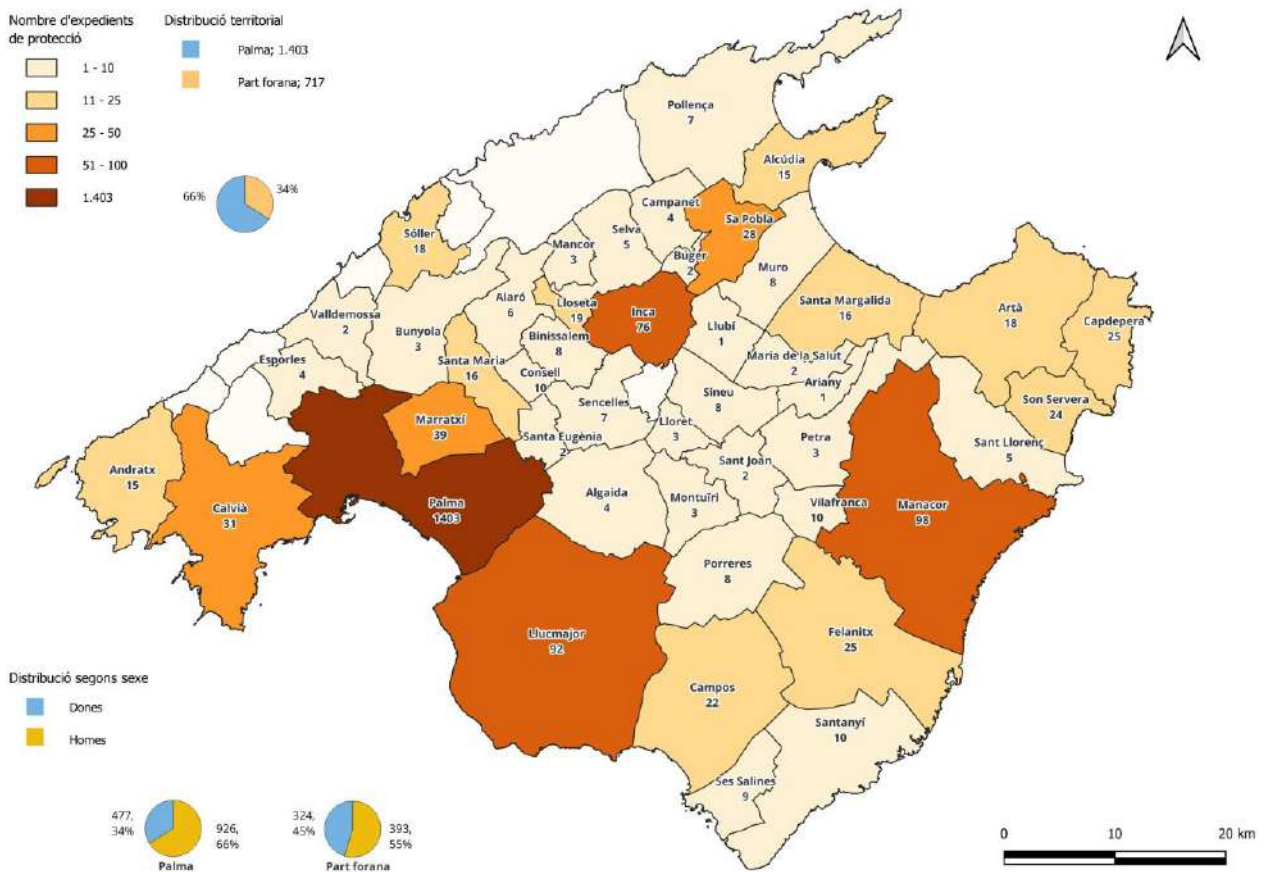 Nombre d'expedients
de protecció
1 - 10
11 - 25
25 - 50
51 - 100
1.403
Distribució territorial
Palma; 1.403
Part forana; 717
66%
34%
Pollença
7
Alcúdia
15
Campanet
4
Sa Pobla
28
Selva
5
Mancor
3
Búger
2
Sóller
18
Muro
8
Alaró
6
Lloseta
19
Inca
76
Llubí
1
Santa Margalida
16
Artà
18
Capdepera
25
Valldemossa
2
Bunyola
3
Binissalem
8
Santa Maria
16
Consell
10
Maria de la Salut
2
Ariany
1
Esporles
4
Sineu
8
Son Servera
24
Sencelles
7
Marratxí
39
Lloret
3
Santa Eugènia
2
Petra
3
Sant Llorenç
5
Sant Joan
2
Andratx
15
Calvià
31
Palma
1403
Algaida
4
Montuïri
3
Vilafranca
10
Manacor
98
Porreres
8
Llucmajor
92
Felanitx
25
Campos
22
Santanyí
10
Ses Salines
9
Distribució segons sexe
Dones
Homes
477,
34%
926,
66%
Palma
324,
45%
393,
55%
Part forana
0 10 20 km